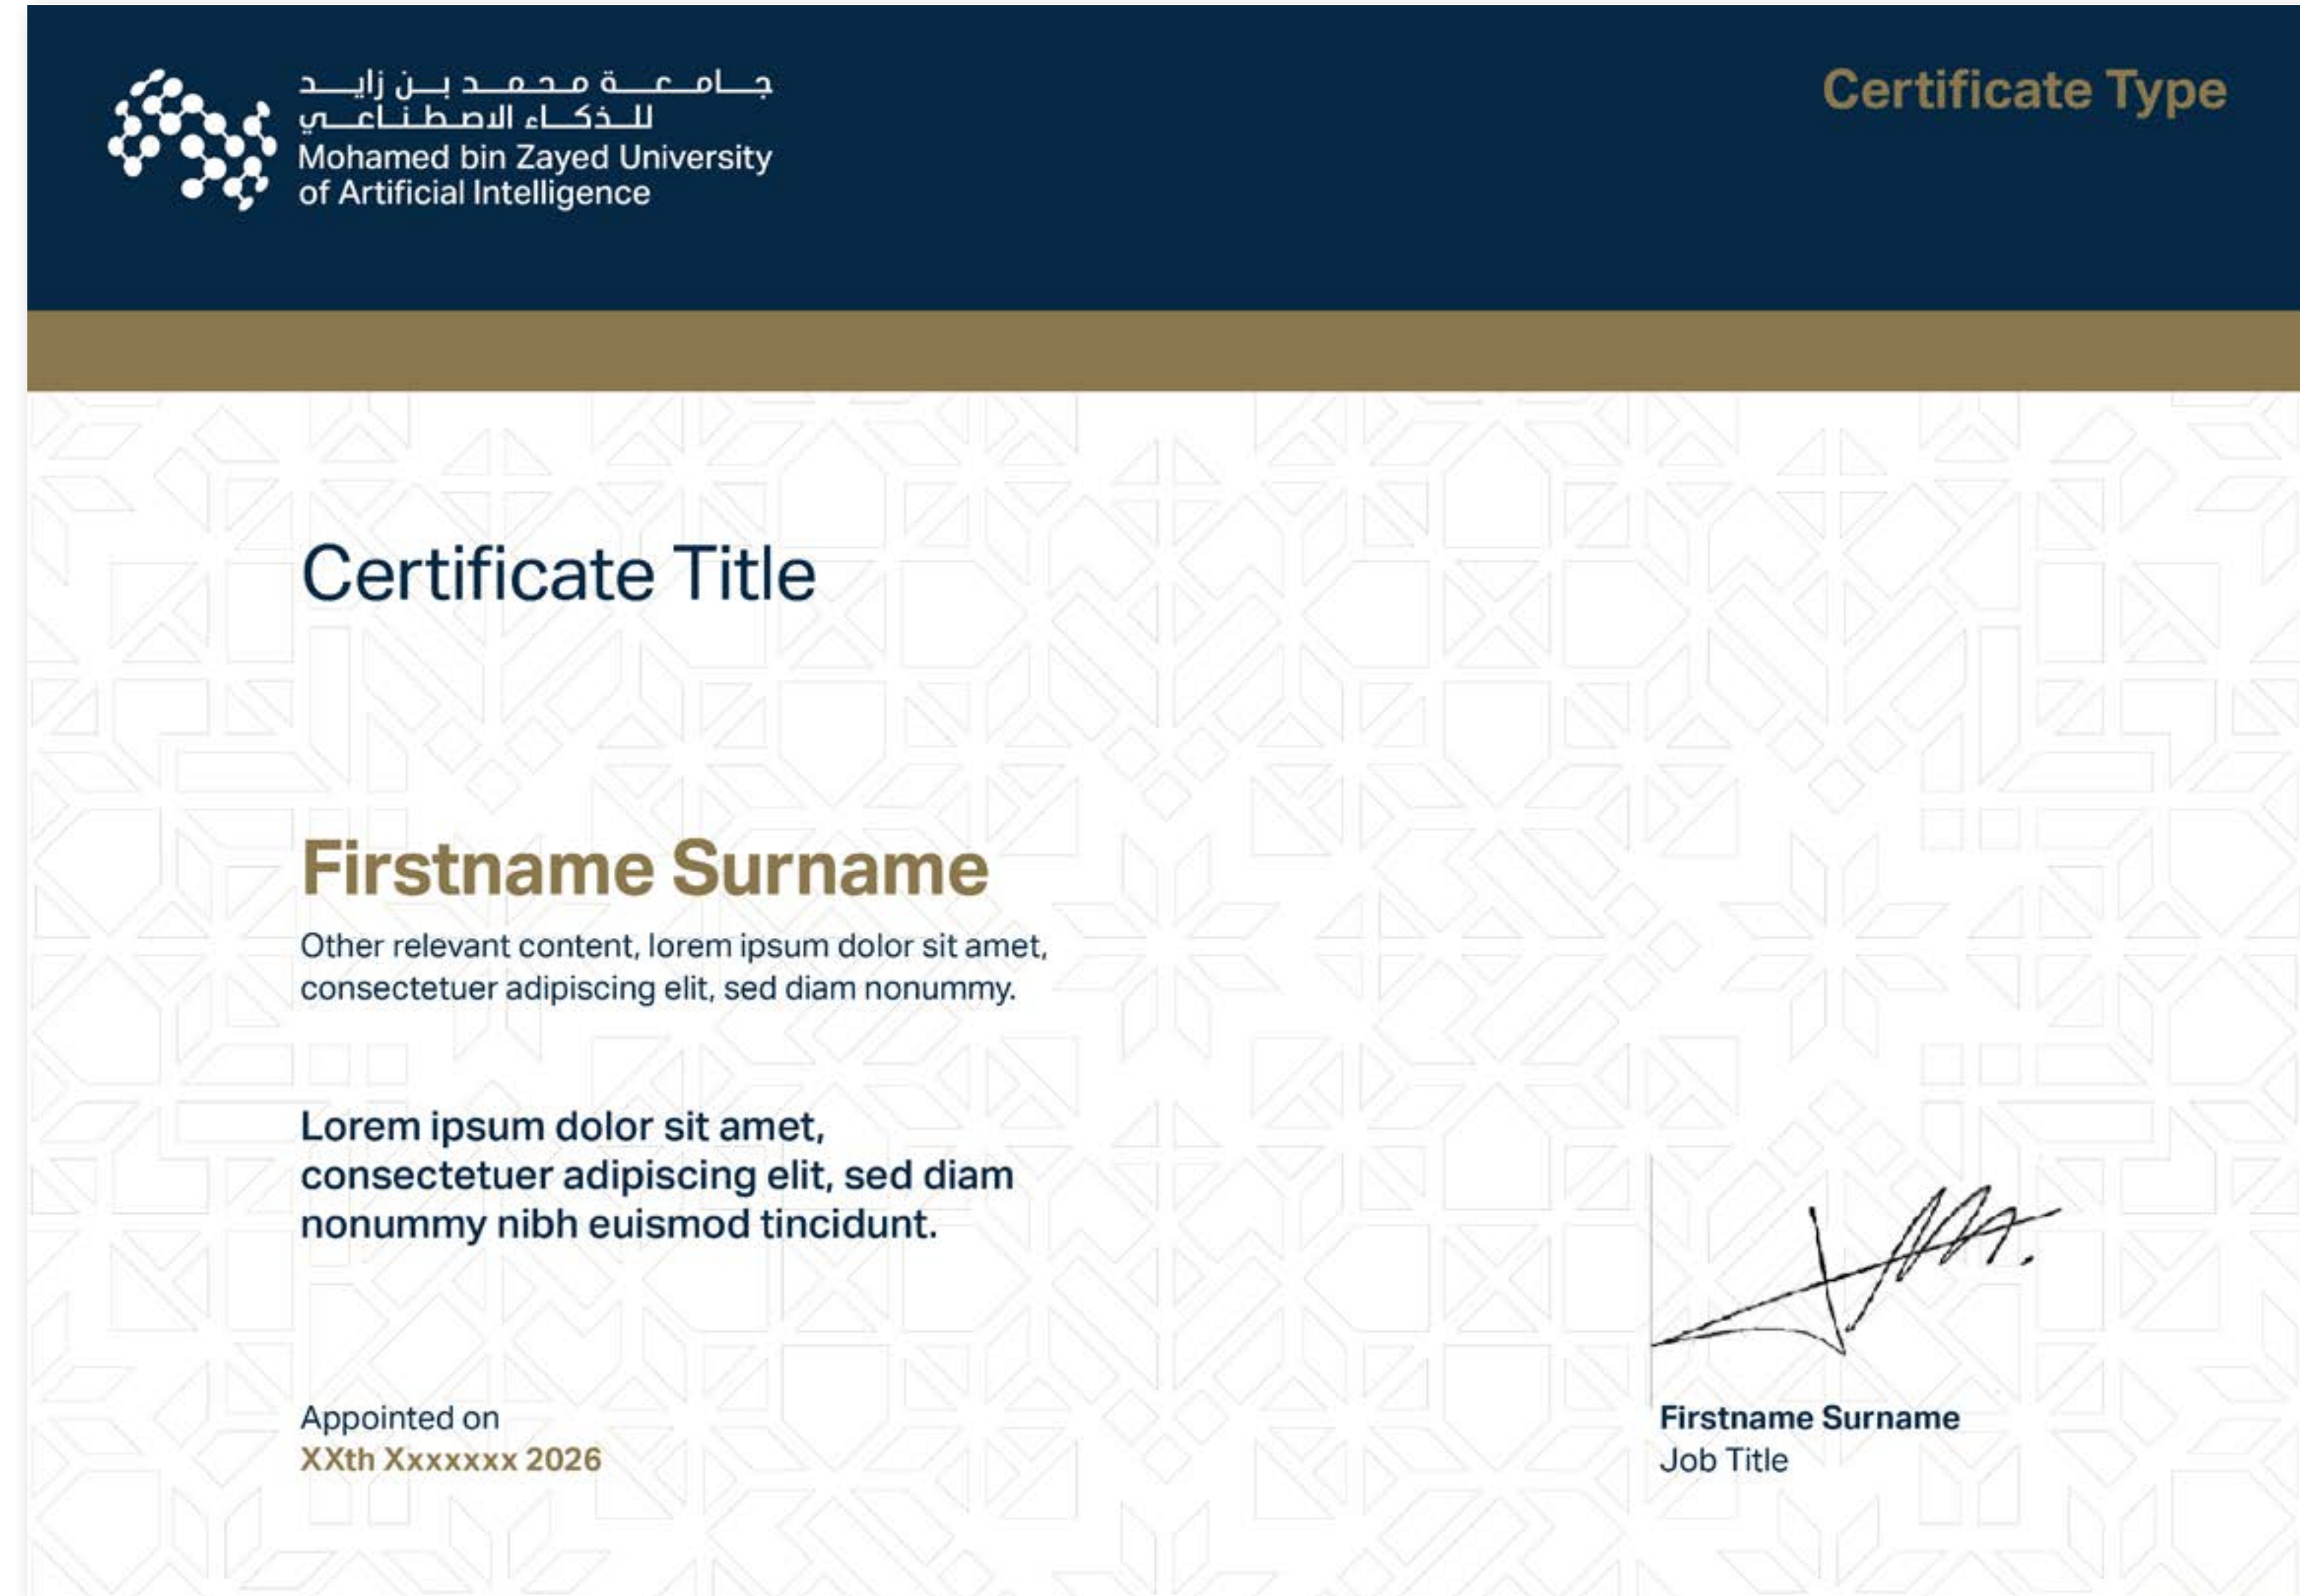 جامعة محمد بن زايد
للذكاء الاصطناعي
Mohamed bin Zayed University
of Artificial Intelligence
Certificate Type
Certificate Title
Firstname Surname
Other relevant content, lorem ipsum dolor sit amet,
consectetuer adipiscing elit, sed diam nonummy.
Lorem ipsum dolor sit amet,
consectetuer adipiscing elit, sed diam
nonummy nibh euismod tincidunt.
Appointed on
XXth Xxxxxxx 2026
Firstname Surname
Job Title